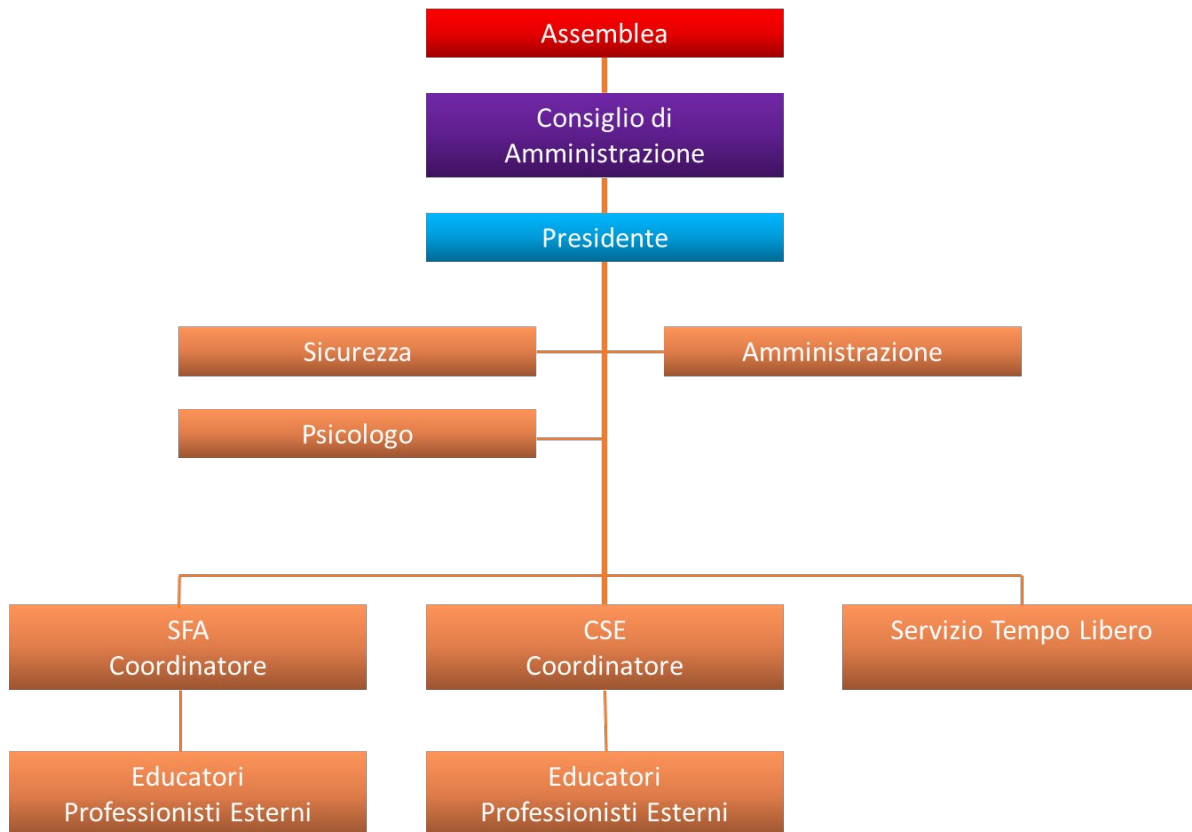 Assemblea
Consiglio di
Amministrazione
Presidente
Sicurezza
Amministrazione
Psicologo
SFA
Coordinatore
CSE
Coordinatore
Servizio Tempo Libero
Educatori
Professionisti Esterni
Educatori
Professionisti Esterni